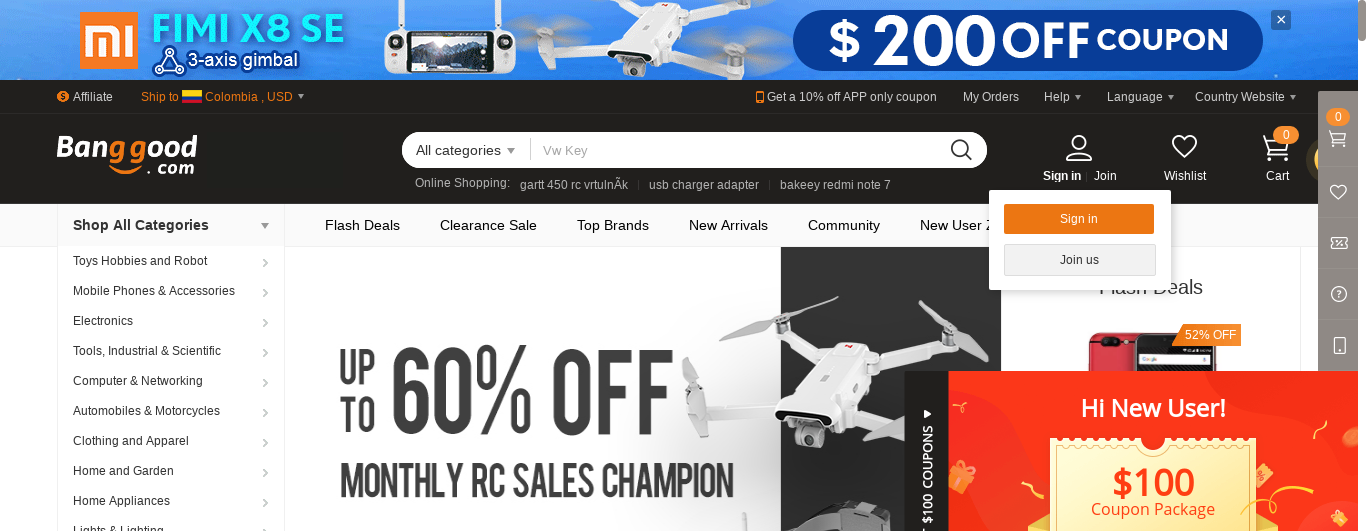 FIMI X8 SE
3-axis gimbal
$200 OFF COUPON
Affiliate
Ship to Colombia , USD
Get a 10% off APP only coupon
My Orders
Help
Language
Country Website
Banggood
.com
All categories
Vw Key
Online Shopping: gartt 450 rc vrtulnÃk usb charger adapter bakeey redmi note 7
Sign in Join
Wishlist
0
Cart
0
Sign in
Join us
Shop All Categories
Flash Deals
Clearance Sale
Top Brands
New Arrivals
Community
Toys Hobbies and Robot
Mobile Phones & Accessories
Electronics
Tools, Industrial & Scientific
Computer & Networking
Automobiles & Motorcycles
Clothing and Apparel
Home and Garden
Home Appliances
Lights & Lighting
UP TO 60% OFF
MONTHLY RC SALES CHAMPION
Flash Deals
52% OFF
$100 COUPONS
Hi New User!
$100
Coupon Package